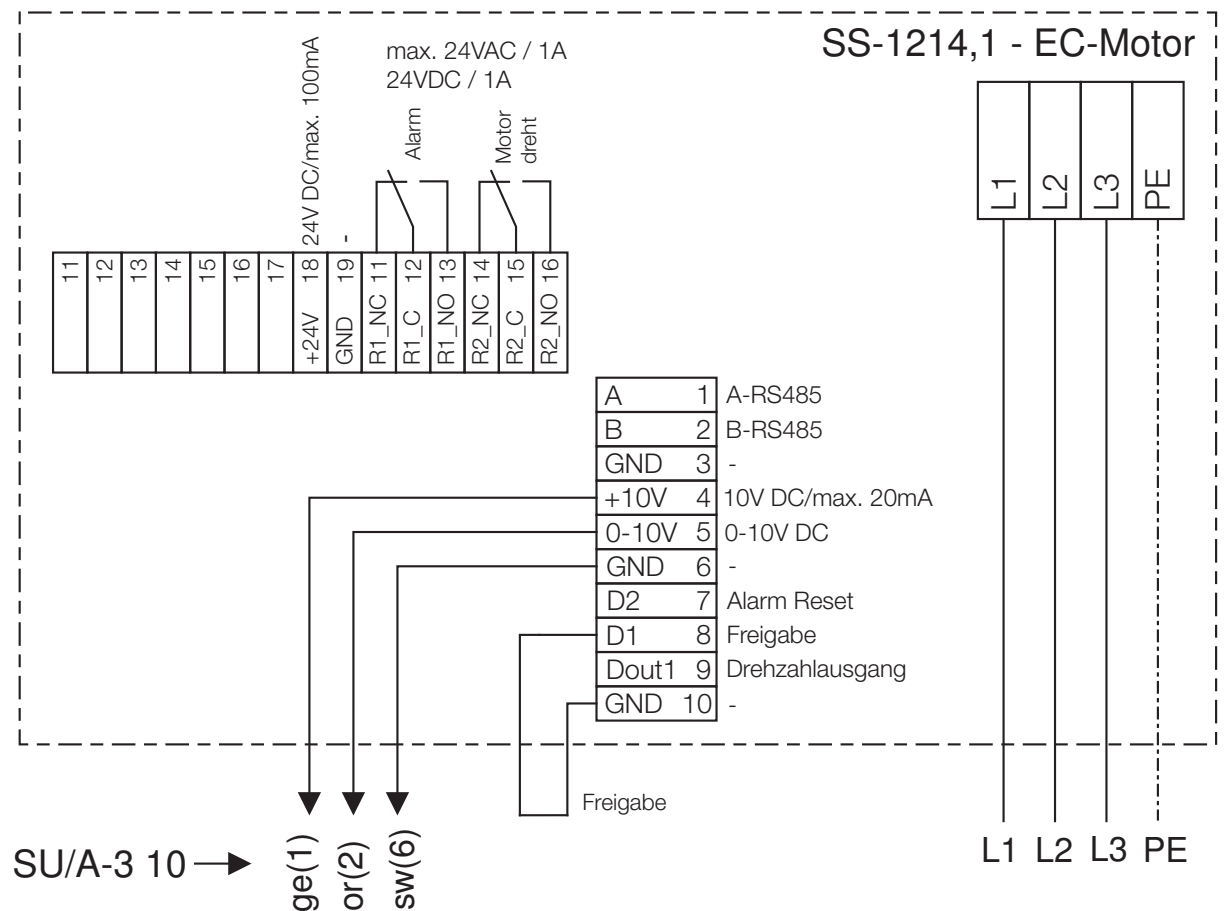 SS-1214,1 - EC-Motor
max. 24VAC / 1A
24VDC / 1A
24V DC/max. 100mA
-
Alarm
Motor
dreht
L1
L2
L3
PE
11
12
13
14
15
16
17
+24V 18
GND 19
R1_NC 11
R1_C 12
R1_NO 13
R2_NC 14
R2_C 15
R2_NO 16
A 1 A-RS485
B 2 B-RS485
GND 3 -
+10V 4 10V DC/max. 20mA
0-10V 5 0-10V DC
GND 6 -
D2 7 Alarm Reset
D1 8 Freigabe
Dout1 9 Drehzahlausgang
GND 10 -
Freigabe
SU/A-3 10
ge(1)
or(2)
sw(6)
L1 L2 L3 PE